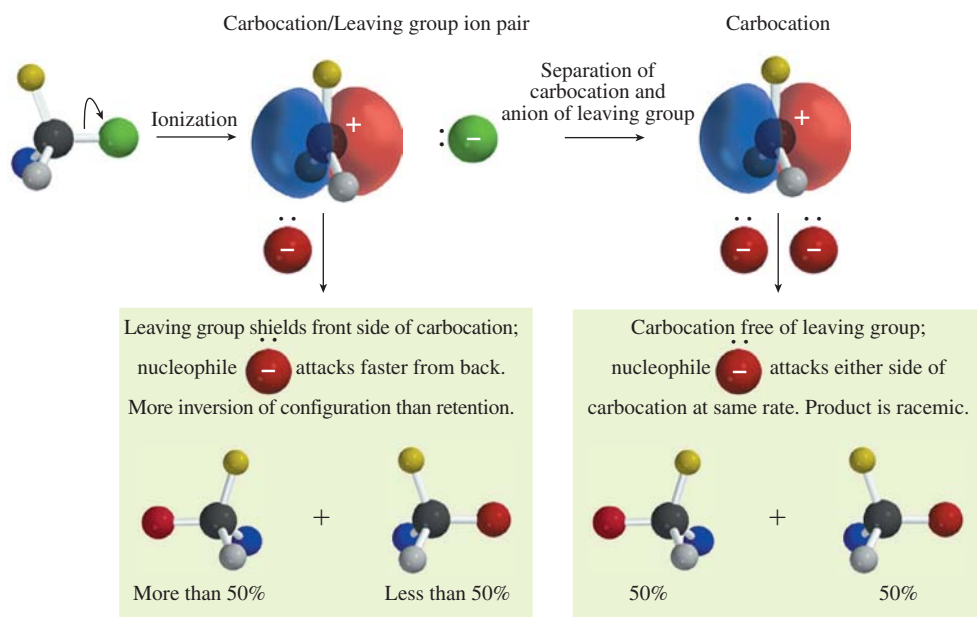 Carbocation/Leaving group ion pair
Carbocation
Ionization
+
:
–
Separation of
carbocation and
anion of leaving group
+
. .
–
. .
–
. .
–
Leaving group shields front side of carbocation;
nucleophile
. .
–
attacks faster from back.
More inversion of configuration than retention.
+
More than 50%
Less than 50%
Carbocation free of leaving group;
nucleophile
. .
–
attacks either side of
carbocation at same rate. Product is racemic.
+
50%
50%